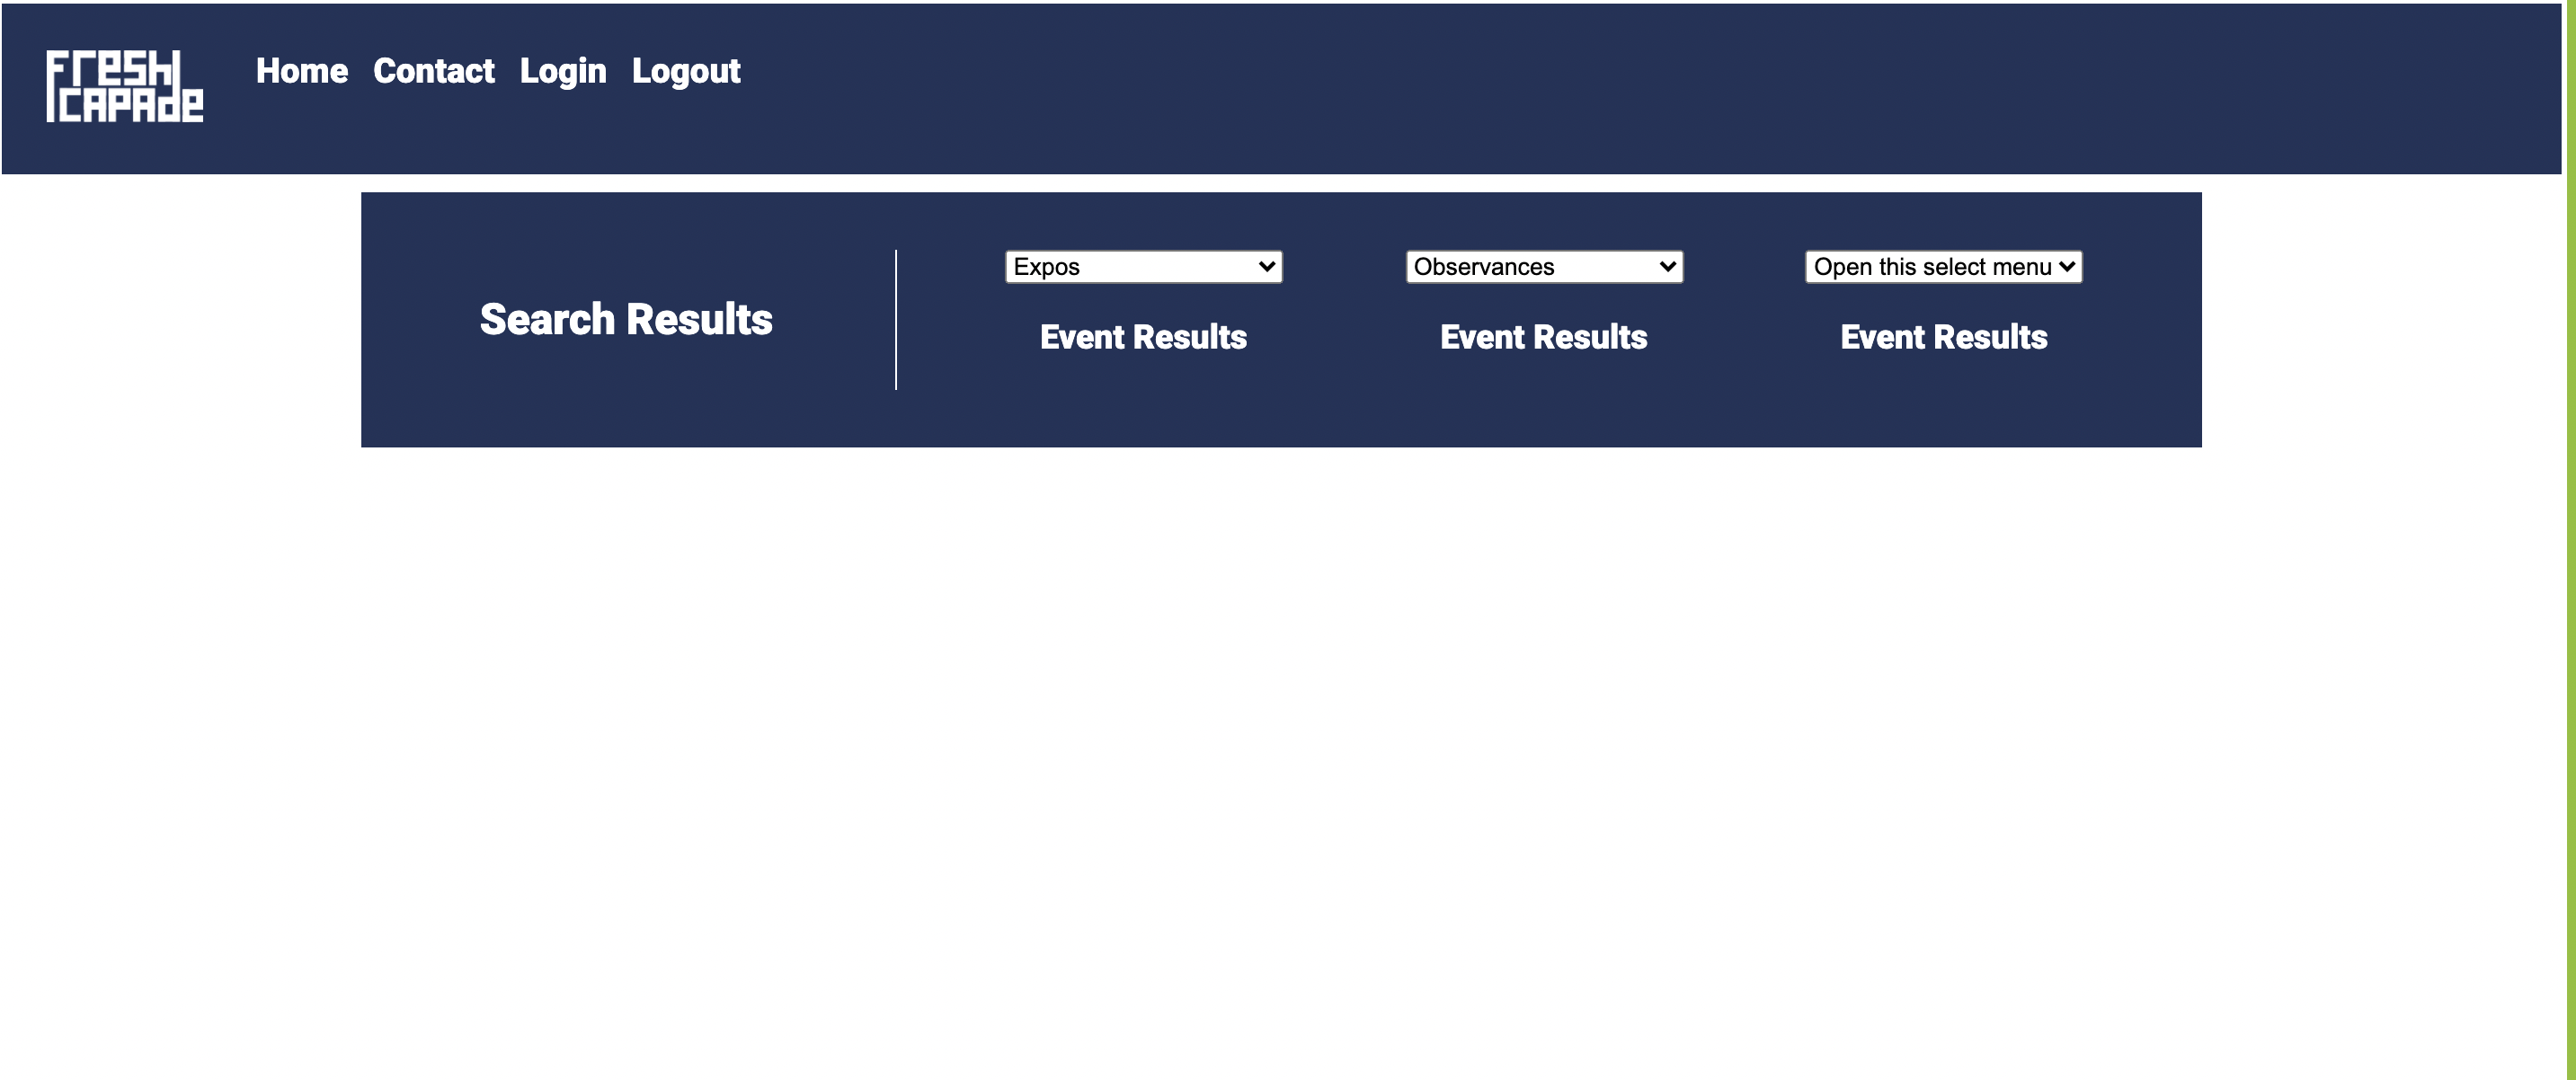 FresH
CAPAde
Home Contact Login Logout
Expos Observances Open this select menu
Search Results
Event Results Event Results Event Results